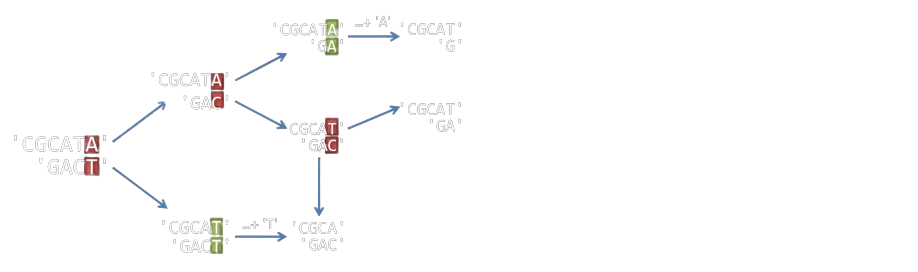 'CGCATA'
'GA'
…+ 'A'
'CGCAT'
'G'
'CGCATA'
'GAC'
'CGCAT'
'GA'
'CGCAT'
'GAC'
'CGCATA'
'GACT'
'CGCAT'
'GACT'
…+ 'T'
'CGCA'
'GAC'